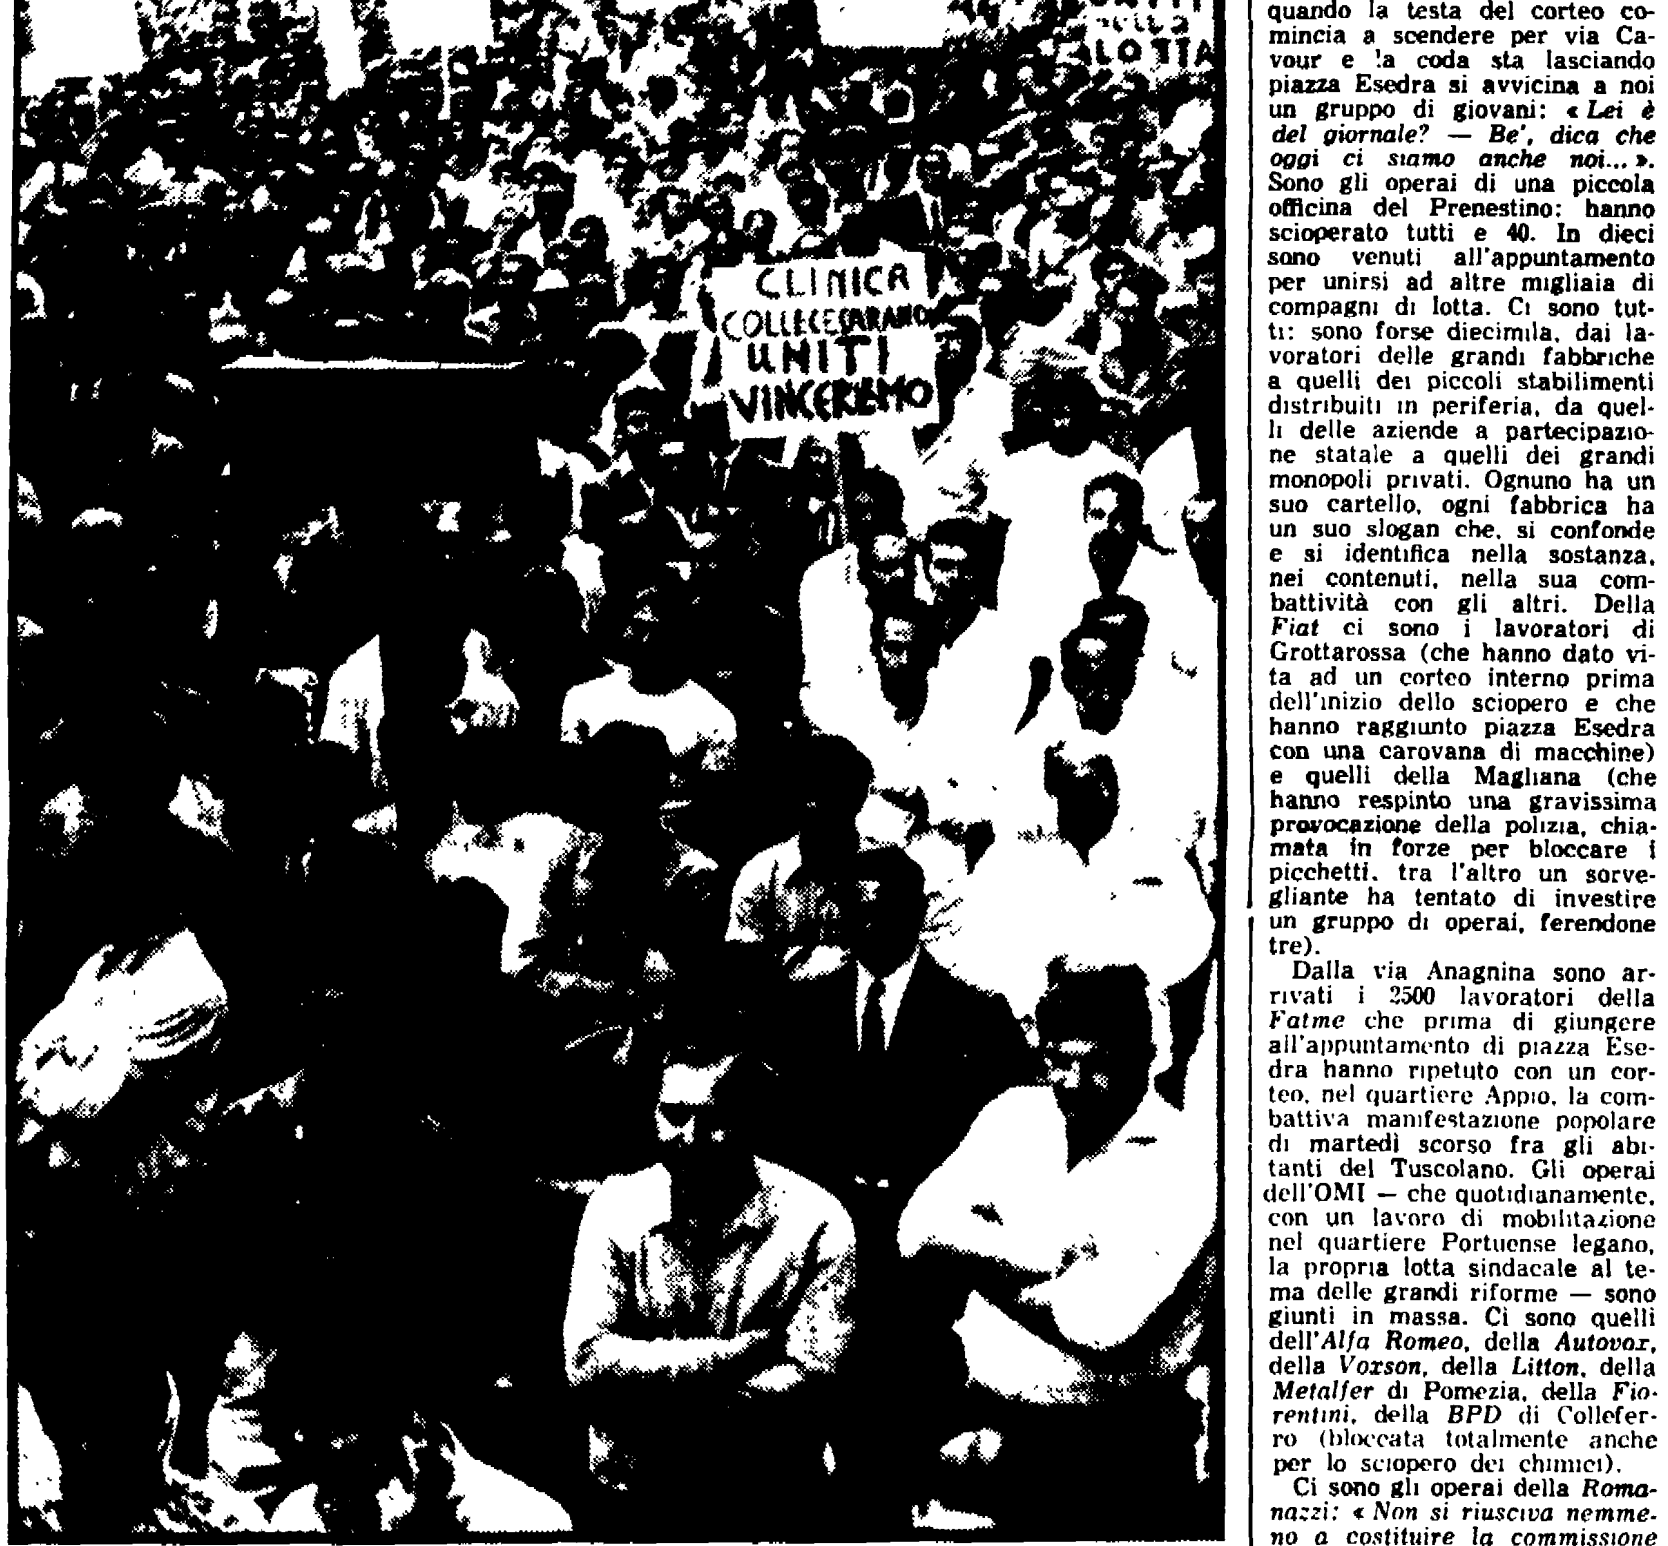 LOTTA
CLINICA
COLLECESARANO
UNITI
VINCEREMO
quando la testa del corteo co-
mincia a scendere per via Ca-
vour e la coda sta lasciando
piazza Esedra si avvicina a noi
un gruppo di giovani: « Lei è
del giornale? — Be', dica che
oggi ci siamo anche noi... ».
Sono gli operai di una piccola
officina del Prenestino: hanno
scioperato tutti e 40. In dieci
sono venuti all'appuntamento
per unirsi ad altre migliaia di
compagni di lotta. Ci sono tut-
ti: sono forse diecimila, dai la-
voratori delle grandi fabbriche
a quelli dei piccoli stabilimenti
distribuiti in periferia, da quel-
li delle aziende a partecipazio-
ne statale a quelli dei grandi
monopoli privati. Ognuno ha un
suo cartello, ogni fabbrica ha
un suo slogan che, si confonde
e si identifica nella sostanza,
nei contenuti, nella sua com-
battività con gli altri. Della
Fiat ci sono i lavoratori di
Grottarossa (che hanno dato vi-
ta ad un corteo interno prima
dell'inizio dello sciopero e che
hanno raggiunto piazza Esedra
con una carovana di macchine)
e quelli della Magliana (che
hanno respinto una gravissima
provocazione della polizia, chia-
mata in forze per bloccare i
picchetti, tra l'altro un sorve-
gliante ha tentato di investire
un gruppo di operai, ferendone
tre).
Dalla via Anagnina sono ar-
rivati i 2500 lavoratori della
Fatme che prima di giungere
all'appuntamento di piazza Ese-
dra hanno ripetuto con un cor-
teo, nel quartiere Appio, la com-
battiva manifestazione popolare
di martedì scorso fra gli abi-
tanti del Tuscolano. Gli operai
dell'OMI — che quotidianamente,
con un lavoro di mobilitazione
nel quartiere Portuense legano,
la propria lotta sindacale al te-
ma delle grandi riforme — sono
giunti in massa. Ci sono quelli
dell'Alfa Romeo, della Autovox,
della Voxson, della Litton, della
Metalfer di Pomezia, della Fio-
rentini, della BPD di Collefer-
ro (bloccata totalmente anche
per lo sciopero dei chimici).
Ci sono gli operai della Roma-
nazzi: « Non si riusciva nemme-
no a costituire la commissione